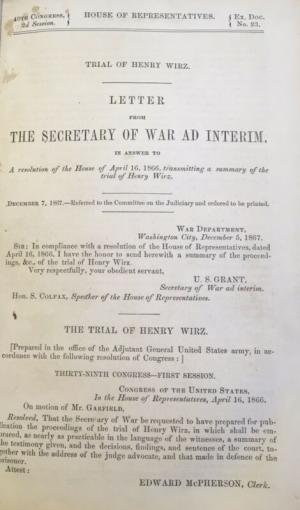 40TH CONGRESS, HOUSE OF REPRESENTATIVES. Ex. Doc.
2d Session. No. 23.
TRIAL OF HENRY WIRZ.
LETTER
FROM
THE SECRETARY OF WAR AD INTERIM,
IN ANSWER TO
A resolution of the House of April 16, 1866, transmitting a summary of the
trial of Henry Wirz.
DECEMBER 7, 1867.—Referred to the Committee on the Judiciary and ordered to be printed.
WAR DEPARTMENT,
Washington City, December 5, 1867.
SIR: In compliance with a resolution of the House of Representatives, dated
April 16, 1866, I have the honor to send herewith a summary of the proceed-
ings, &c., of the trial of Henry Wirz.
Very respectfully, your obedient servant,
U. S. GRANT,
Secretary of War ad interim.
Hon. S. COLFAX, Speaker of the House of Representatives.
THE TRIAL OF HENRY WIRZ.
[Prepared in the office of the Adjutant General United States army, in ac-
cordance with the following resolution of Congress:]
THIRTY-NINTH CONGRESS—FIRST SESSION.
CONGRESS OF THE UNITED STATES,
In the House of Representatives, April 16, 1866.
On motion of Mr. GARFIELD,
Resolved, That the Secretary of War be requested to have prepared for pub-
lication the proceedings of the trial of Henry Wirz, in which shall be em-
braced, as nearly as practicable in the language of the witnesses, a summary of
the testimony given, and the decisions, findings, and sentence of the court, to-
gether with the address of the judge advocate, and that made in defence of the
prisoner.
Attest:
EDWARD McPHERSON, Clerk.